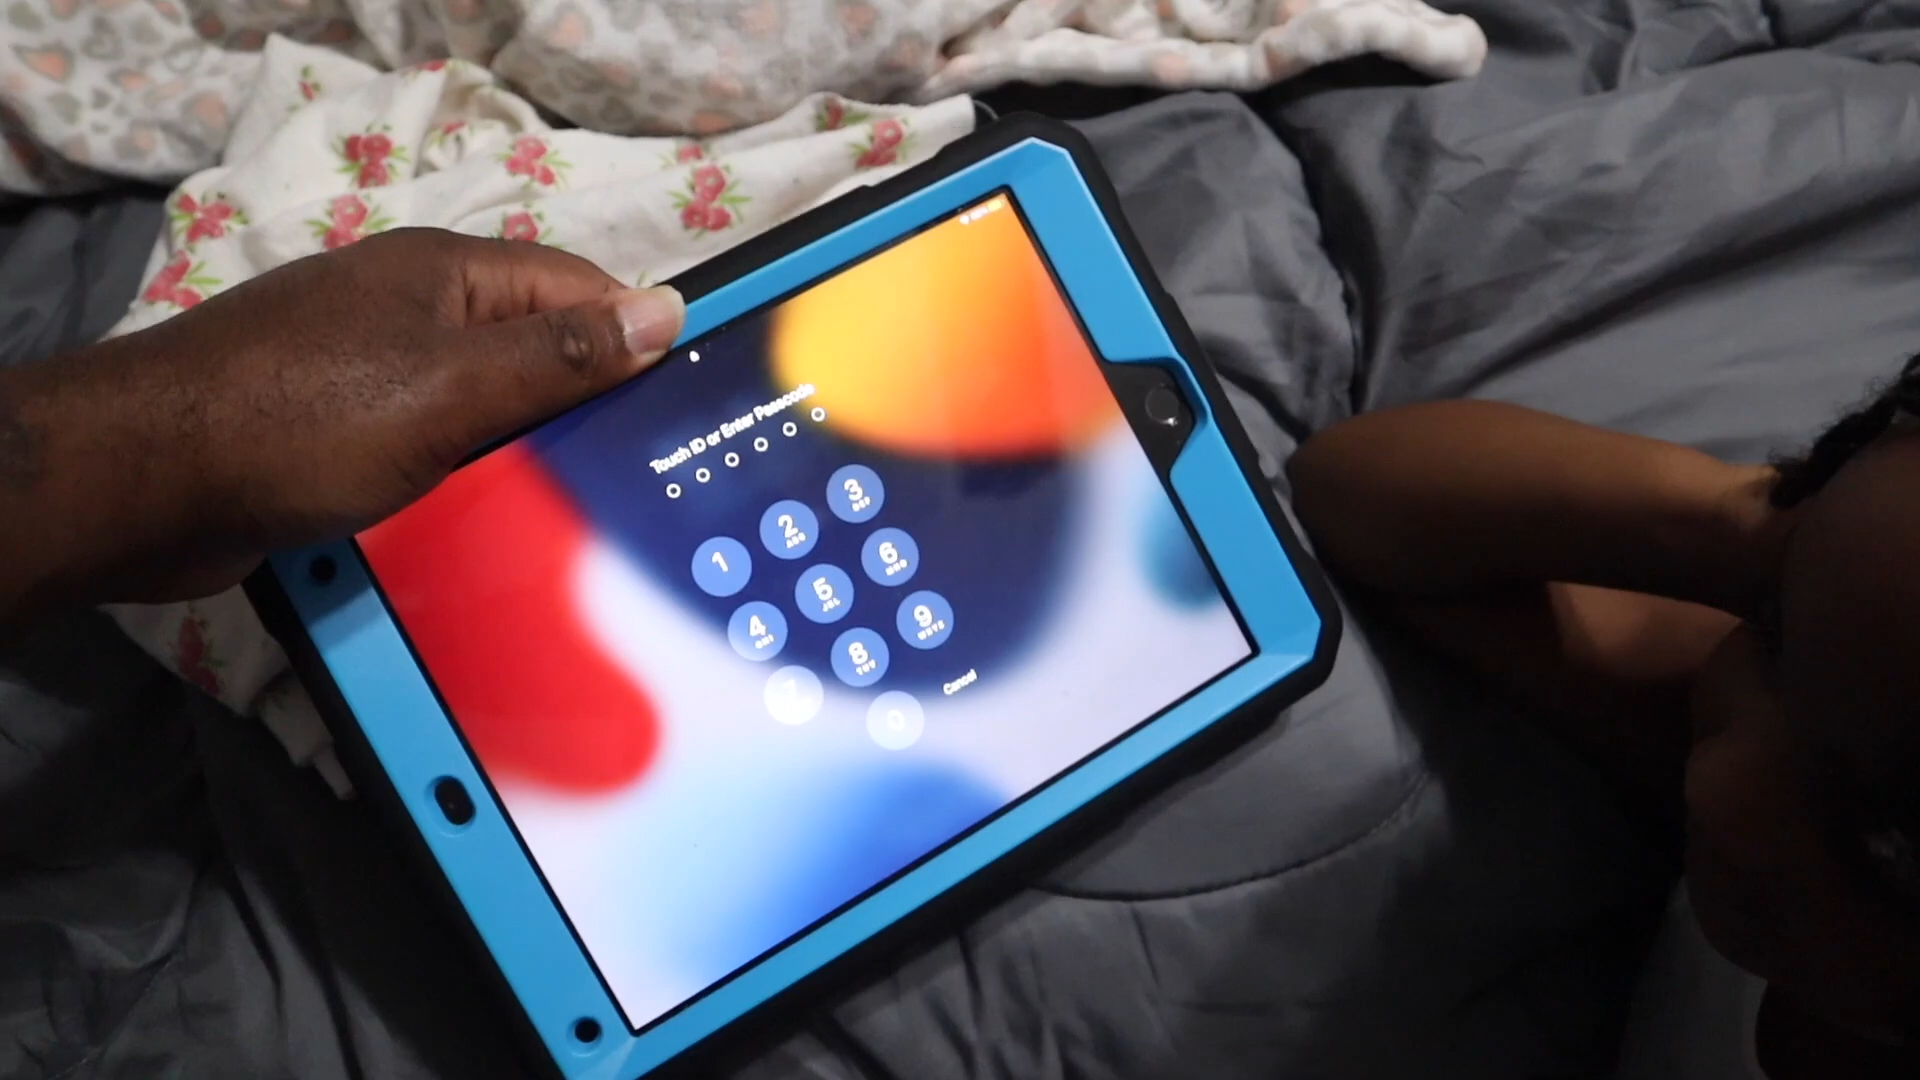 Touch ID or Enter Passcode
1
2
ABC
3
DEF
4
GHI
5
JKL
6
MNO
7
8
TUV
9
WXYZ
0
Cancel